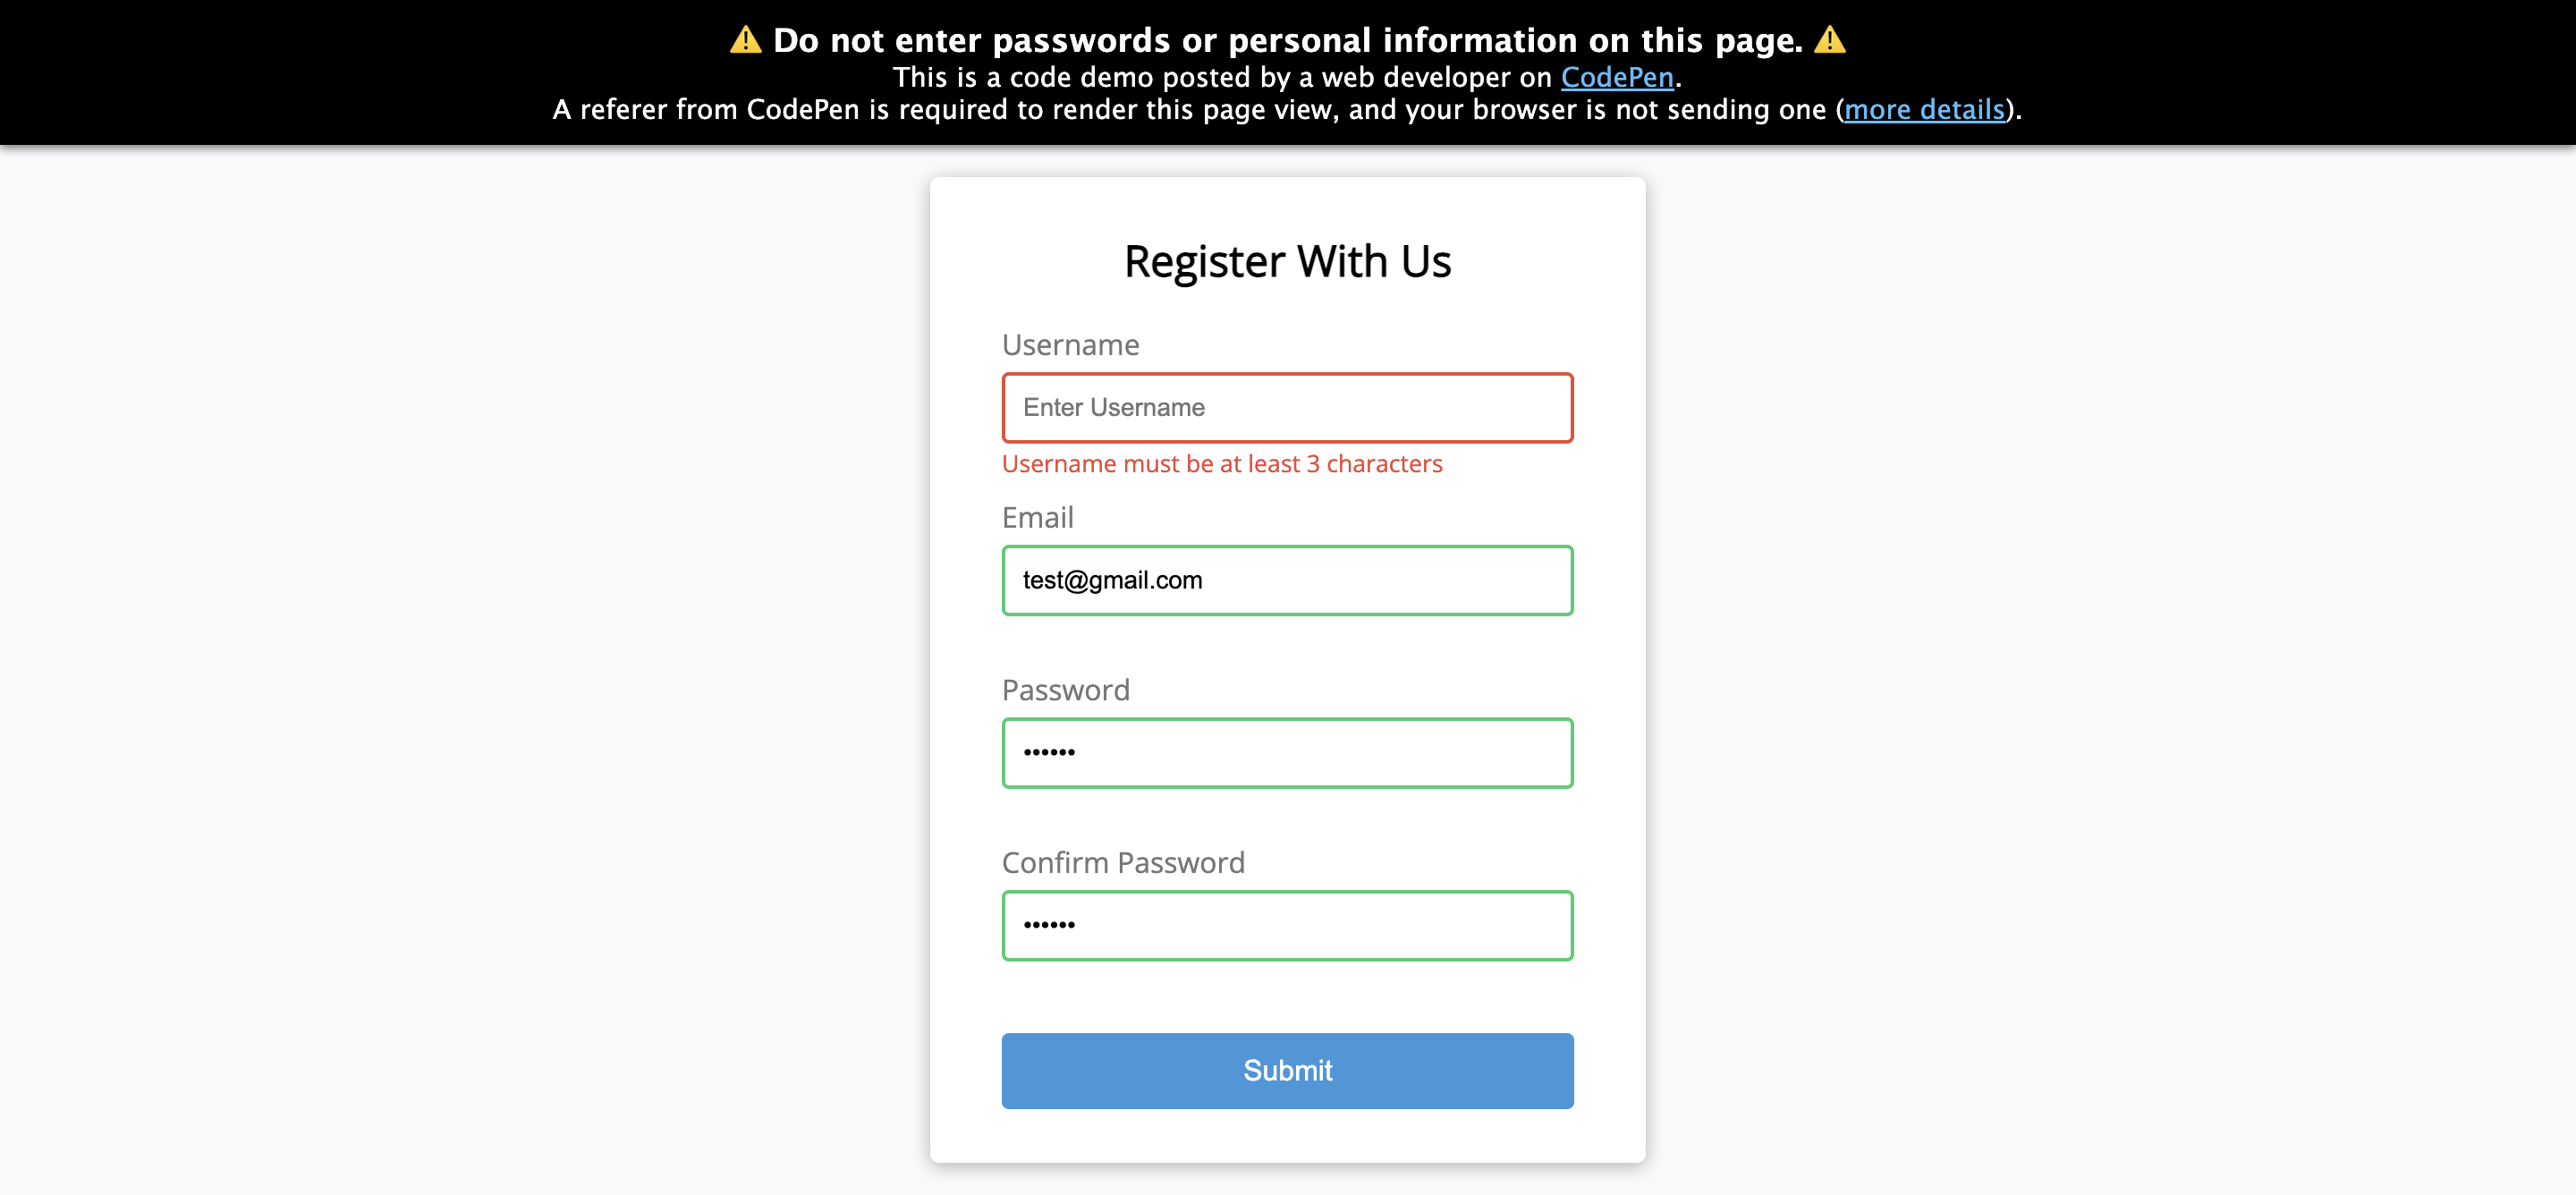 ⚠️ Do not enter passwords or personal information on this page. ⚠️
This is a code demo posted by a web developer on CodePen.
A referer from CodePen is required to render this page view, and your browser is not sending one (more details).
Register With Us
Username
Enter Username
Username must be at least 3 characters
Email
test@gmail.com
Password
••••••
Confirm Password
••••••
Submit